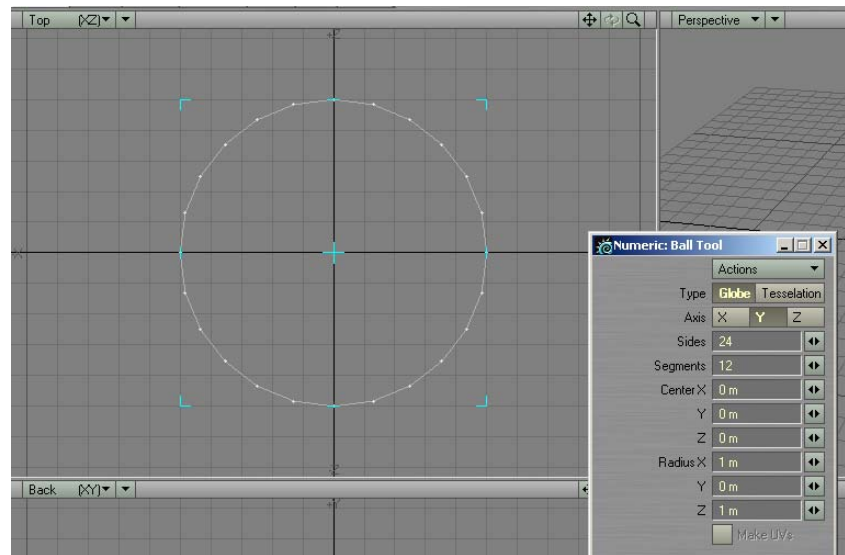 Top (XZ)
Perspective
+Z
X
Numeric: Ball Tool
Actions
Type Globe Tesselation
Axis X Y Z
Sides 24
Segments 12
Center X 0 m
Y 0 m
Z 0 m
Radius X 1 m
Y 0 m
Z 1 m
Make UVs
-Z
Back (XY)
+Y